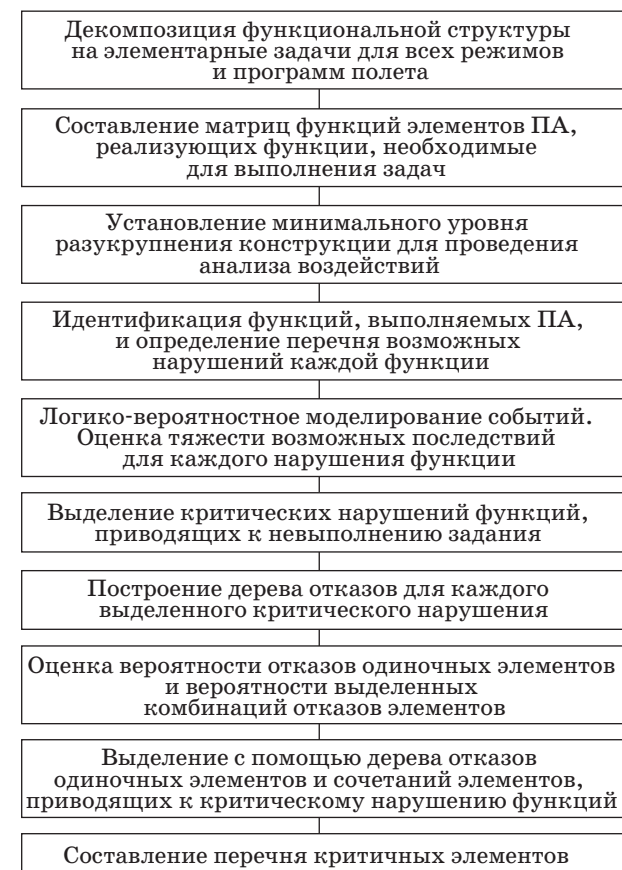 Декомпозиция функциональной структуры
на элементарные задачи для всех режимов
и программ полета
Составление матриц функций элементов ПА,
реализующих функции, необходимые
для выполнения задач
Установление минимального уровня
разукрупнения конструкции для проведения
анализа воздействий
Идентификация функций, выполняемых ПА,
и определение перечня возможных
нарушений каждой функции
Логико-вероятностное моделирование событий.
Оценка тяжести возможных последствий
для каждого нарушения функции
Выделение критических нарушений функций,
приводящих к невыполнению задания
Построение дерева отказов для каждого
выделенного критического нарушения
Оценка вероятности отказов одиночных элементов
и вероятности выделенных
комбинаций отказов элементов
Выделение с помощью дерева отказов
одиночных элементов и сочетаний элементов,
приводящих к критическому нарушению функций
Составление перечня критичных элементов